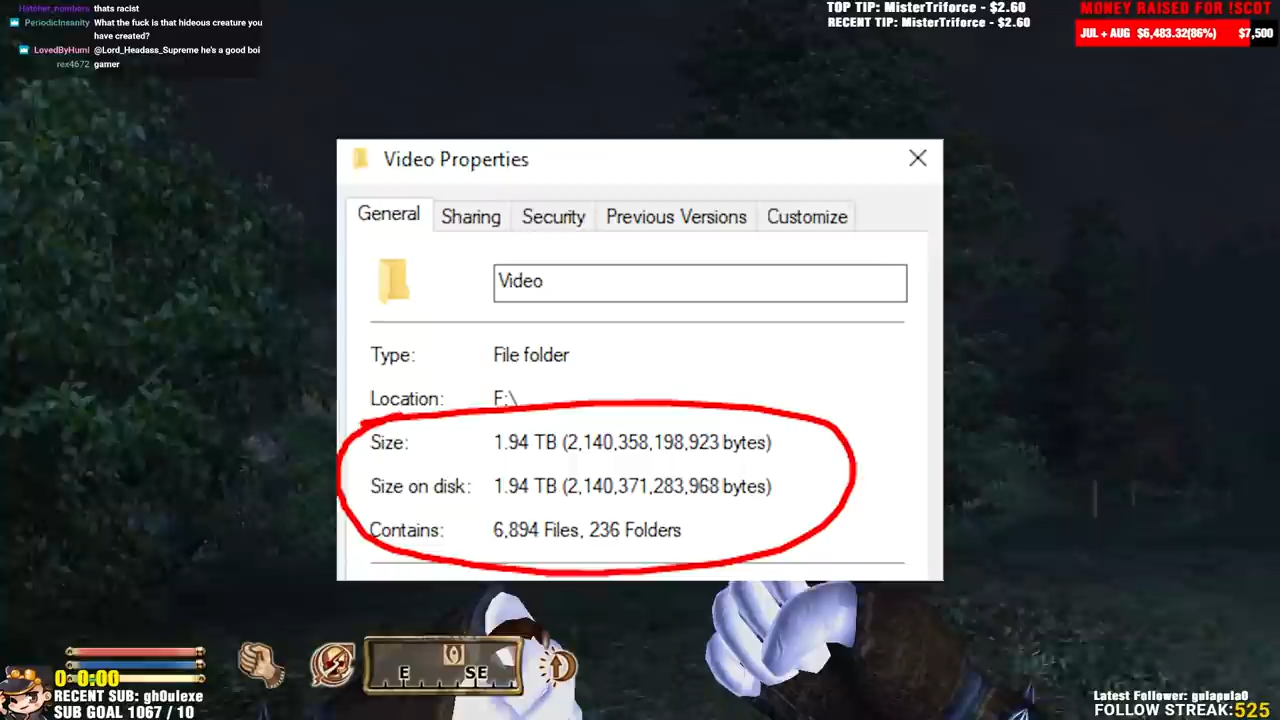 Hatcher_numbers thats racist
PeriodicInsanity What the fuck is that hideous creature you
have created?
LovedByHuml @Lord_Headass_Supreme he's a good boi
rex4672 gamer
TOP TIP: MisterTriforce - $2.60
RECENT TIP: MisterTriforce - $2.60
MONEY RAISED FOR !SCOT
JUL + AUG $6,483.32(86%) $7,500
Video Properties
General Sharing Security Previous Versions Customize
Video
Type: File folder
Location: F:\
Size: 1.94 TB (2,140,358,198,923 bytes)
Size on disk: 1.94 TB (2,140,371,283,968 bytes)
Contains: 6,894 Files, 236 Folders
E SE
0 0:00
RECENT SUB: gh0ulexe
SUB GOAL 1067 / 10
Latest Follower: gulapula0
FOLLOW STREAK:525